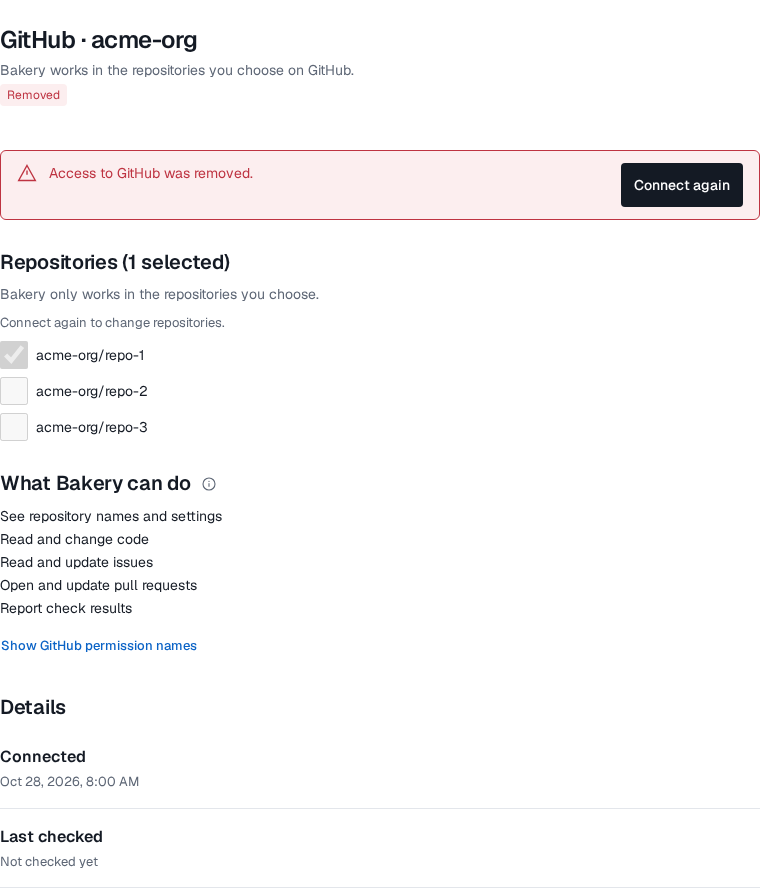 GitHub · acme-org
Bakery works in the repositories you choose on GitHub.
Removed
Access to GitHub was removed.
Connect again
Repositories (1 selected)
Bakery only works in the repositories you choose.
Connect again to change repositories.
acme-org/repo-1
acme-org/repo-2
acme-org/repo-3
What Bakery can do
See repository names and settings
Read and change code
Read and update issues
Open and update pull requests
Report check results
Show GitHub permission names
Details
Connected
Oct 28, 2026, 8:00 AM
Last checked
Not checked yet